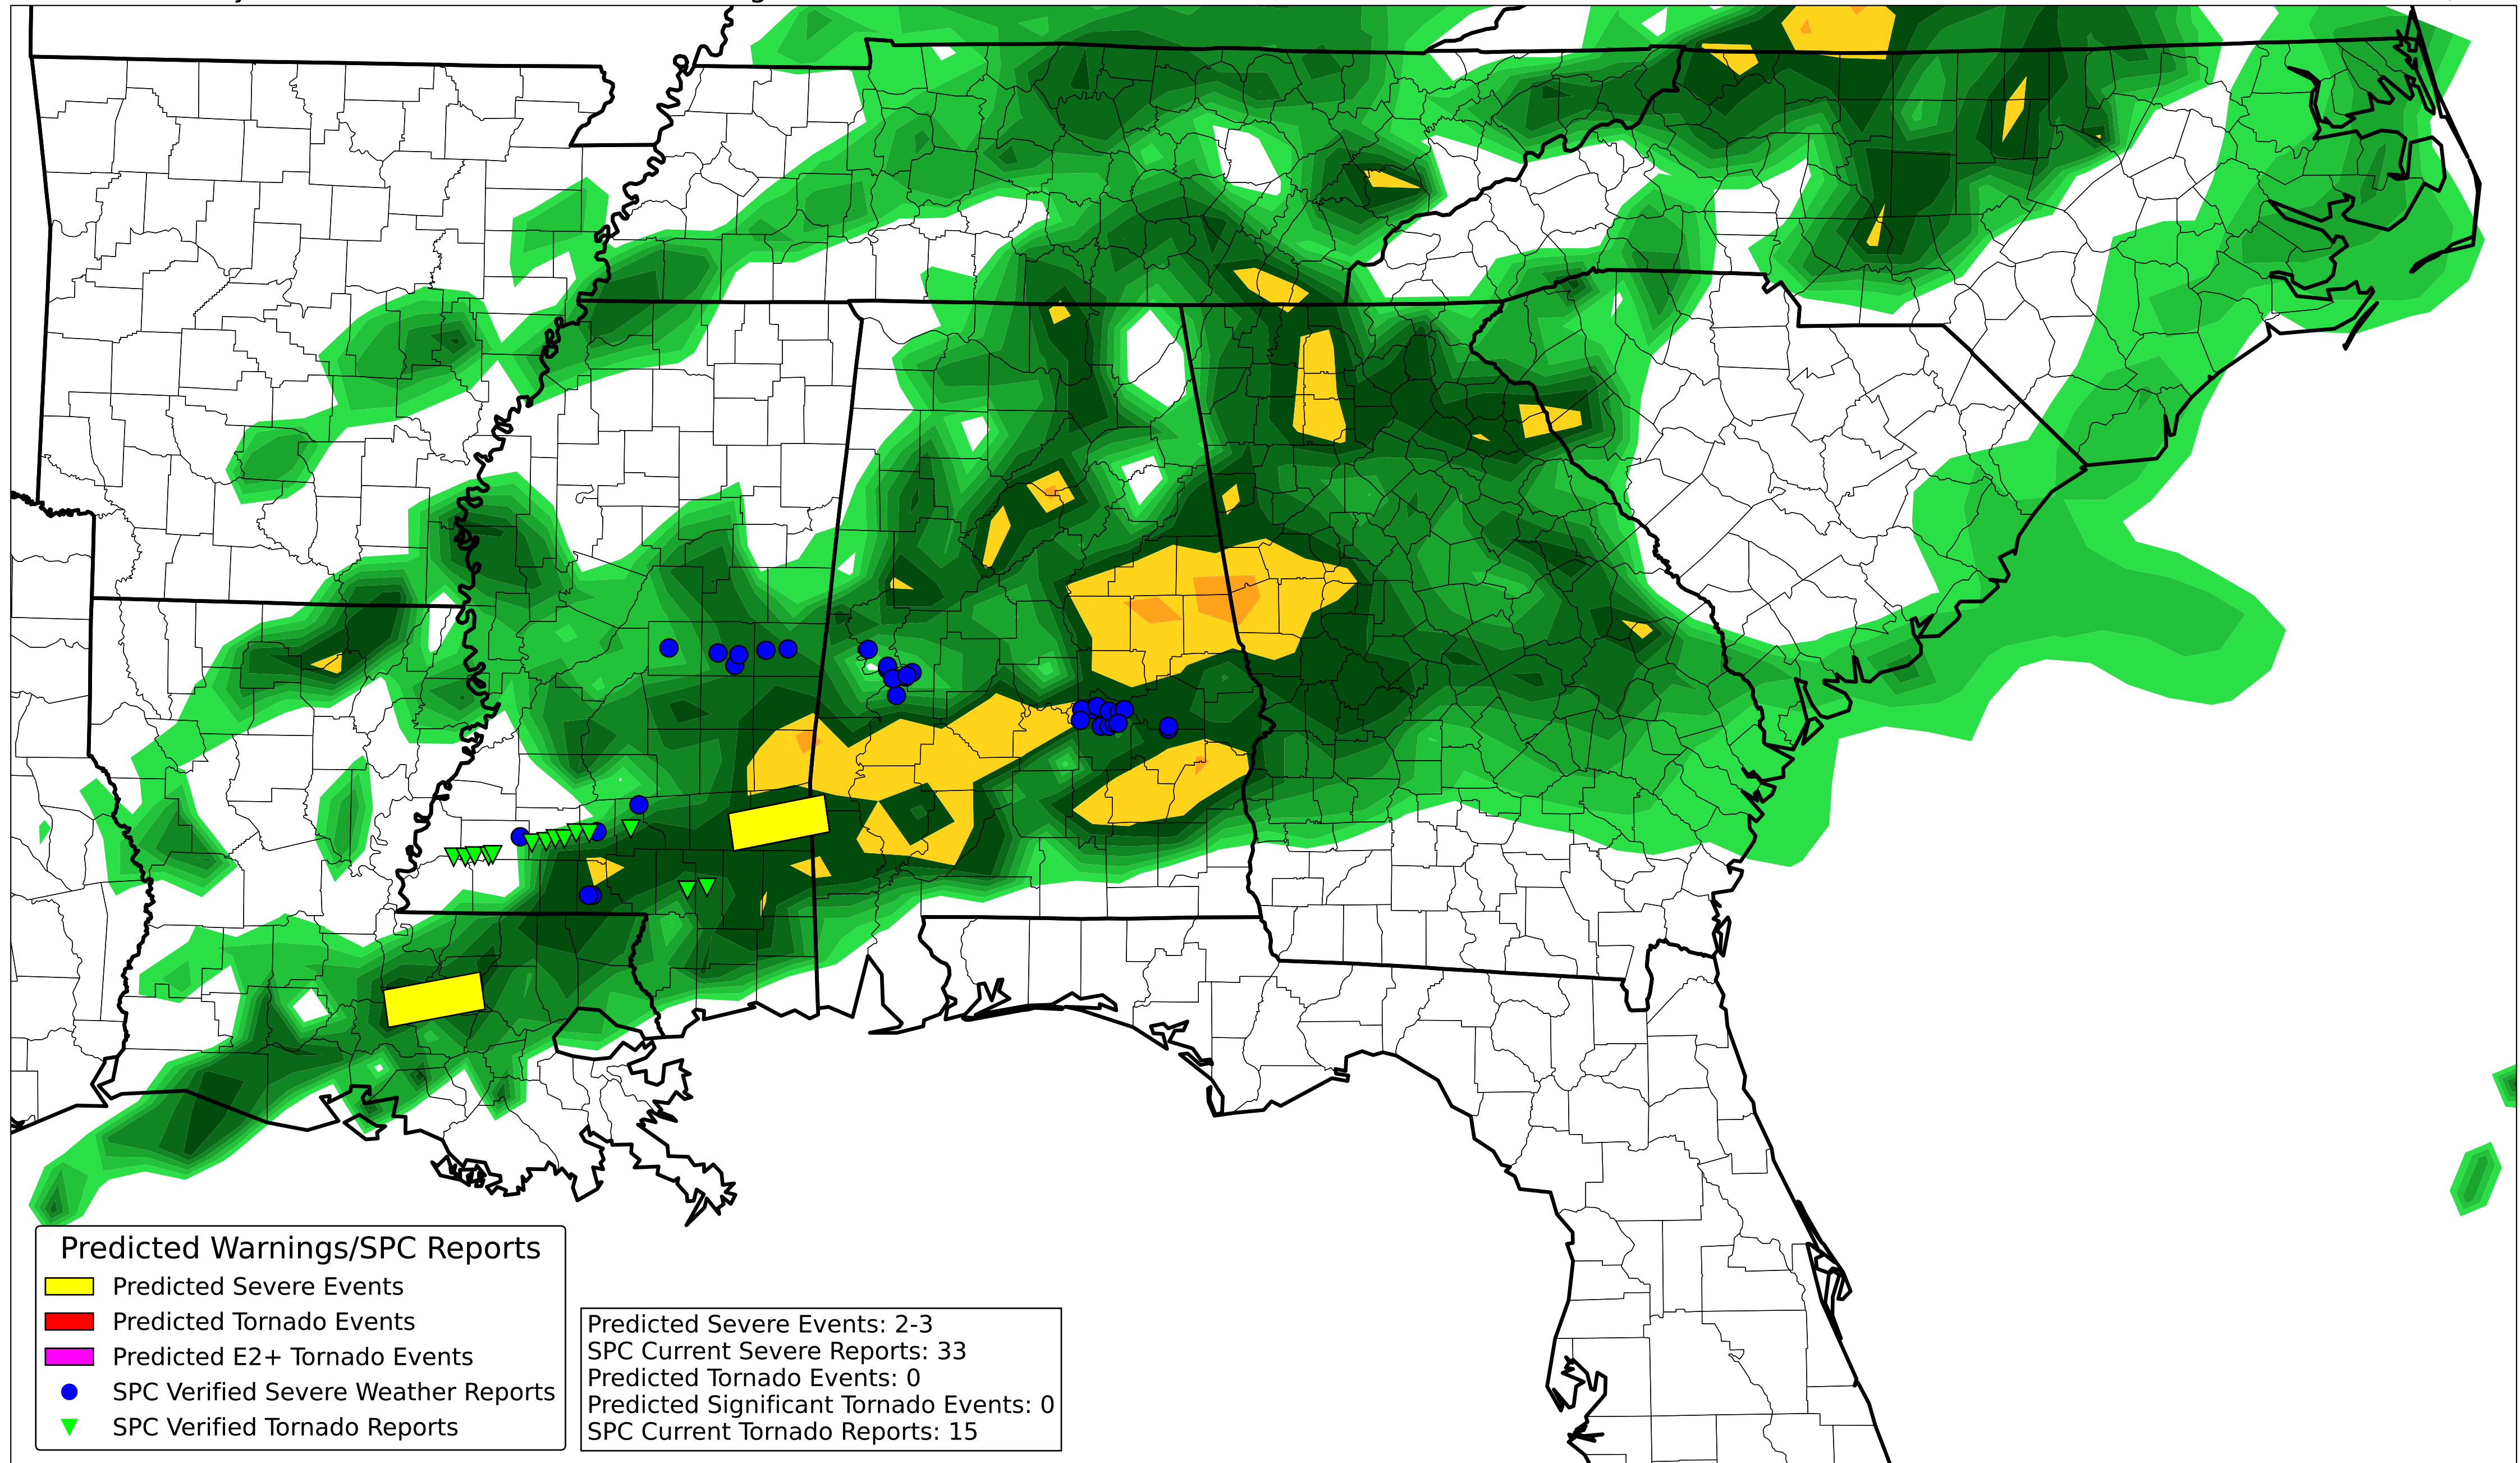 Predicted Warnings/SPC Reports
Predicted Severe Events
Predicted Tornado Events
Predicted E2+ Tornado Events
SPC Verified Severe Weather Reports
SPC Verified Tornado Reports
Predicted Severe Events: 2-3
SPC Current Severe Reports: 33
Predicted Tornado Events: 0
Predicted Significant Tornado Events: 0
SPC Current Tornado Reports: 15